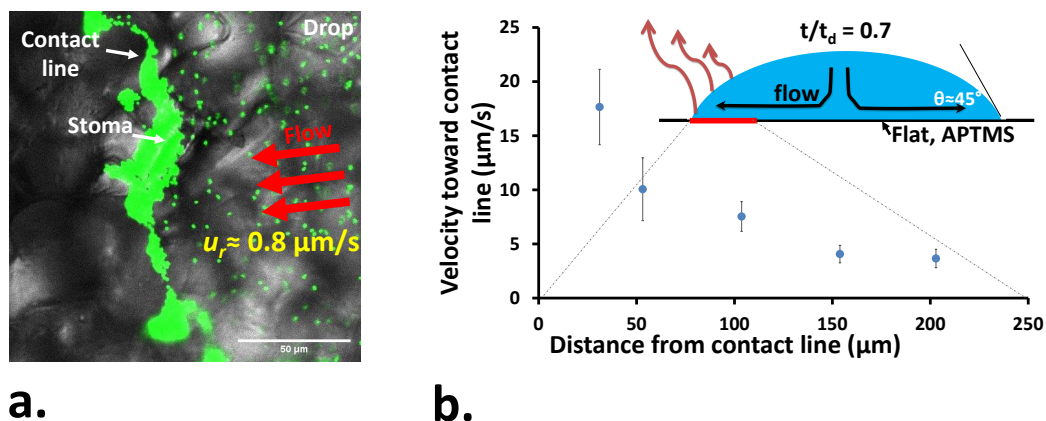 Drop
Contact
line
Stoma
Flow
uᵣ≈ 0.8 µm/s
50 µm
a.
Velocity toward contact
line (µm/s)
25
20
15
10
5
0
t/t_d = 0.7
flow
θ≈45°
Flat, APTMS
0
50
100
150
200
250
Distance from contact line (µm)
b.